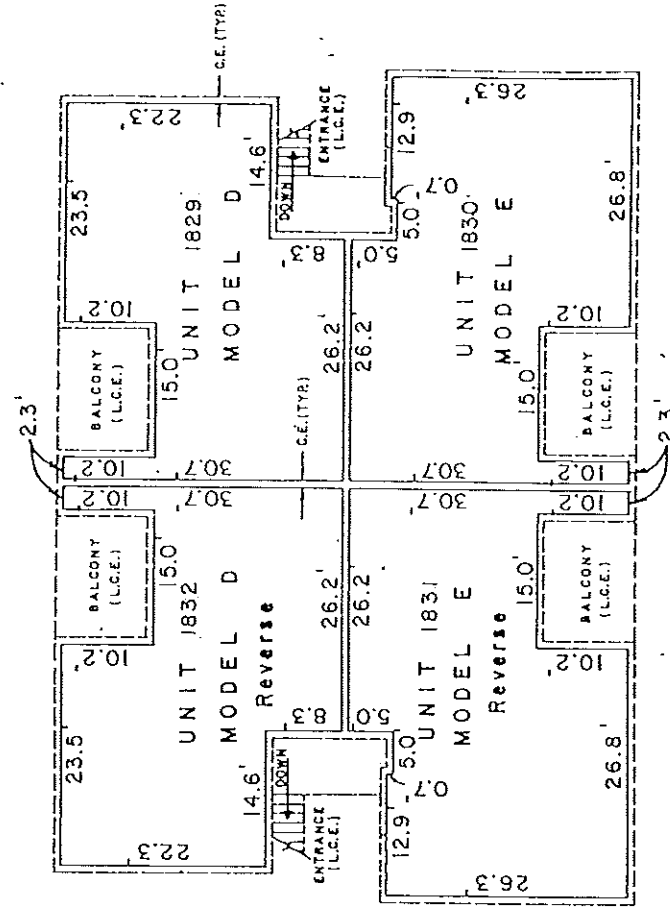 C.E. (TYP.)
22.3'
23.5'
14.6'
DOWN
ENTRANCE
(L.C.E.)
8.3'
10.2'
UNIT 1829
MODEL D
BALCONY
(L.C.E.)
15.0'
26.2'
2.3'
10.2'
30.7'
26.3'
12.9
0.7'
5.0'
5.0'
26.2
UNIT 1830
MODEL E
26.8'
10.2'
15.0'
BALCONY
(L.C.E.)
30.7'
10.2
2.3'
C.E. (TYP.)
10.2'
30.7'
BALCONY
(L.C.E.)
15.0
26.2'
10.2'
UNIT 1832
MODEL D
Reverse
23.5'
8.3'
14.6'
DOWN
ENTRANCE
(L.C.E.)
22.3'
30.7'
10.2
26.2
15.0'
BALCONY
(L.C.E.)
10.2'
UNIT 1831
MODEL E
Reverse
5.0'
5.0
0.7'
12.9
26.8'
26.3'